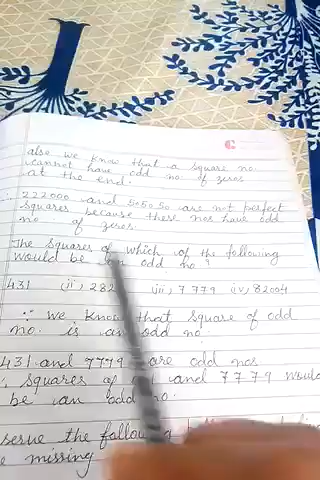 also we know that a square no.
cannot have odd no. of zeros
at the end.
∴ 222000 and 505050 are not perfect
squares because these nos have odd
no. of zeros.
The squares of which of the following
would be an odd no?
431 (ii) 282 (iii) 7779 (iv) 82004
∵ we know that square of odd
no. is an odd no.
431 and 7779 are odd nos
squares of and 7779 would
be an odd no.
serve the
missing